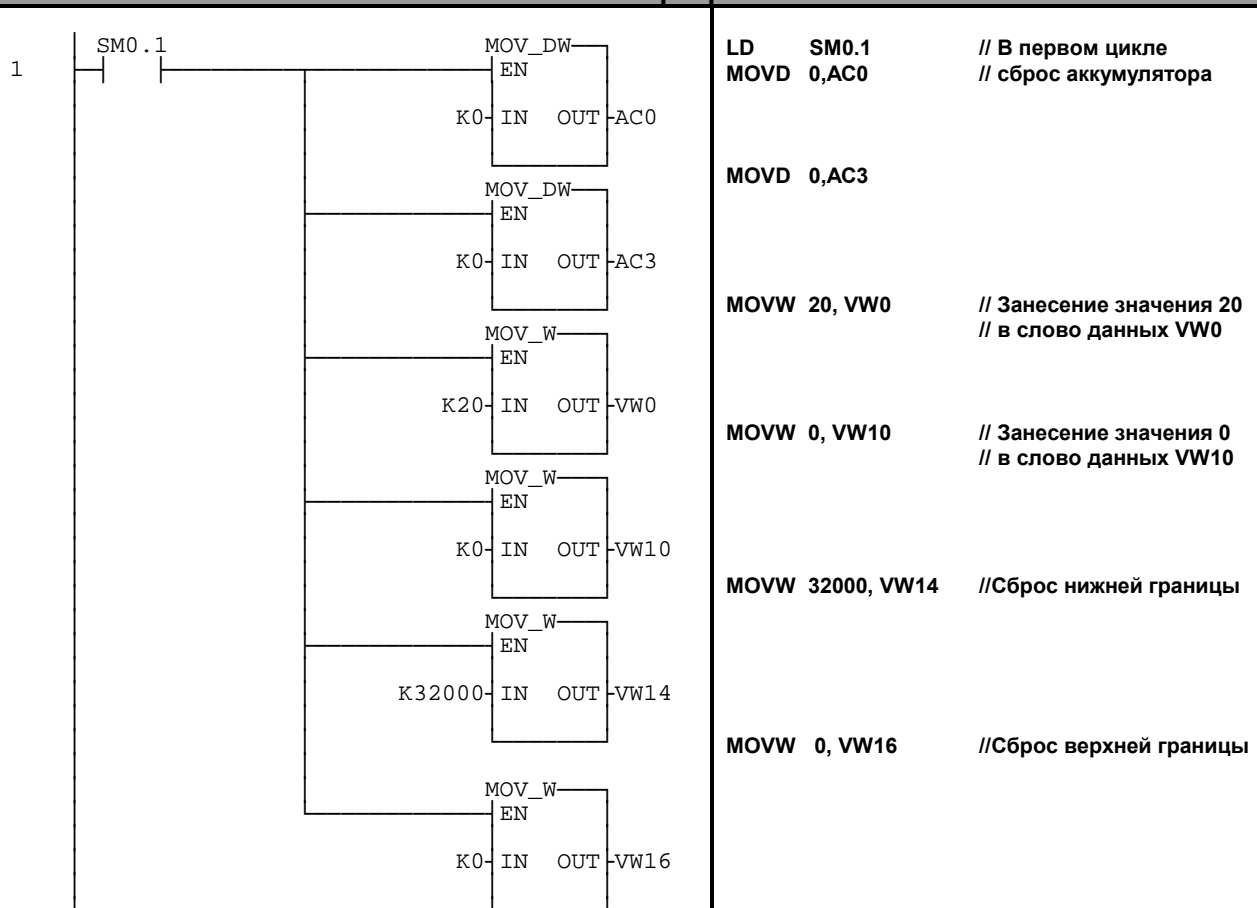 SM0.1
1
MOV_DW
EN
K0 IN OUT AC0
MOV_DW
EN
K0 IN OUT AC3
MOV_W
EN
K20 IN OUT VW0
MOV_W
EN
K0 IN OUT VW10
MOV_W
EN
K32000 IN OUT VW14
MOV_W
EN
K0 IN OUT VW16
LD SM0.1 // В первом цикле
MOVD 0,AC0 // сброс аккумулятора
MOVD 0,AC3
MOVW 20, VW0 // Занесение значения 20
// в слово данных VW0
MOVW 0, VW10 // Занесение значения 0
// в слово данных VW10
MOVW 32000, VW14 //Сброс нижней границы
MOVW 0, VW16 //Сброс верхней границы